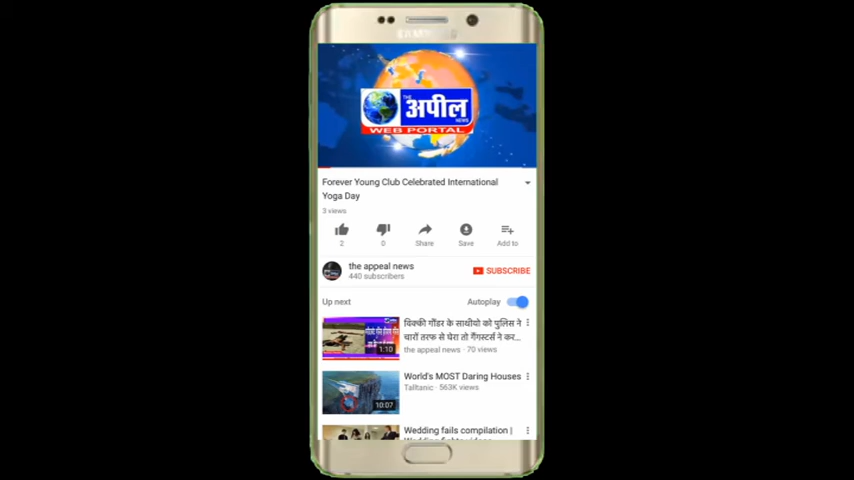 SAMSUNG
THE
अपील
NEWS
WEB PORTAL
Forever Young Club Celebrated International
Yoga Day
3 views
2
0
Share
Save
Add to
the appeal news
440 subscribers
SUBSCRIBE
Up next
Autoplay
1:10
विक्की गौंडर के साथीयो को पुलिस ने
चारों तरफ से घेरा तो गैंगस्टर्स ने कर...
the appeal news · 70 views
10:07
World's MOST Daring Houses
Talltanic · 563K views
Wedding fails compilation |